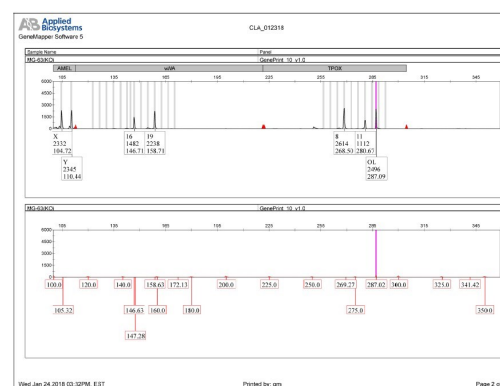 AB Applied
Biosystems
CLA_012318
GeneMapper Software 5
Sample Name Panel
MG-63(KCl) GenePrint_10_v1.0
AMEL vWA TPOX
105 135 165 195 225 255 285 315 345
6000
4500
3000
1500
0
X 16 19 8 11
2332 1482 2238 2614 1112
104.72 146.71 158.71 268.50 280.67
Y OL
2345 2496
110.44 287.09
MG-63(KCl) GenePrint_10_v1.0
105 135 165 195 225 255 285 315 345
6000
4500
3000
1500
0
100.0 120.0 140.0 158.63 172.13 200.0 225.0 250.0 269.27 287.02 300.0 325.0 341.42
105.32 146.63 160.0 180.0 275.0 350.0
147.28
Wed Jan 24,2018 03:32PM, EST Printed by: gm Page 2 o